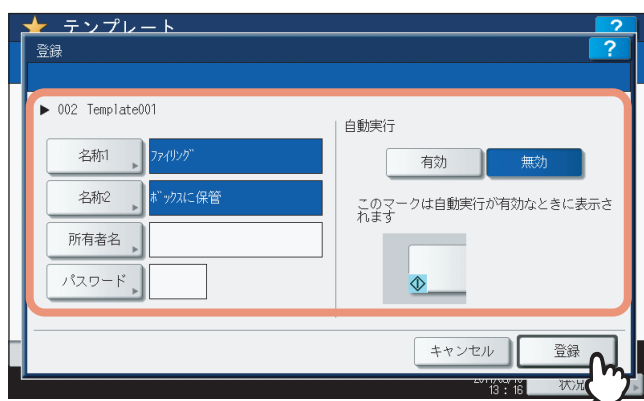 テンプレート
?
登録
?
▶ 002 Template001
名称1
ﾌｧｲﾘﾝｸﾞ
名称2
ﾎﾞｯｸｽに保管
所有者名
パスワード
自動実行
有効
無効
このマークは自動実行が有効なときに表示さ
れます
キャンセル
登録
13 : 16
状況